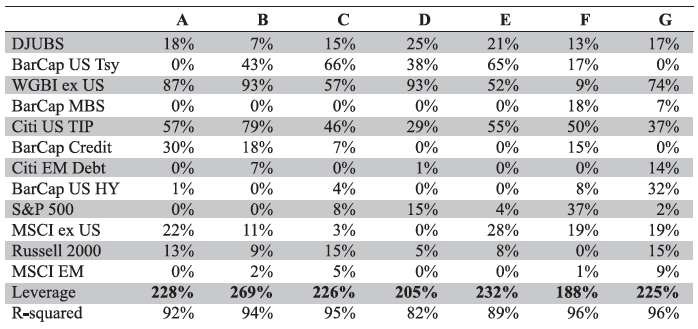 A B C D E F G
DJUBS 18% 7% 15% 25% 21% 13% 17%
BarCap US Tsy 0% 43% 66% 38% 65% 17% 0%
WGBI ex US 87% 93% 57% 93% 52% 9% 74%
BarCap MBS 0% 0% 0% 0% 0% 18% 7%
Citi US TIP 57% 79% 46% 29% 55% 50% 37%
BarCap Credit 30% 18% 7% 0% 0% 15% 0%
Citi EM Debt 0% 7% 0% 1% 0% 0% 14%
BarCap US HY 1% 0% 4% 0% 0% 8% 32%
S&P 500 0% 0% 8% 15% 4% 37% 2%
MSCI ex US 22% 11% 3% 0% 28% 19% 19%
Russell 2000 13% 9% 15% 5% 8% 0% 15%
MSCI EM 0% 2% 5% 0% 0% 1% 9%
Leverage 228% 269% 226% 205% 232% 188% 225%
R-squared 92% 94% 95% 82% 89% 96% 96%